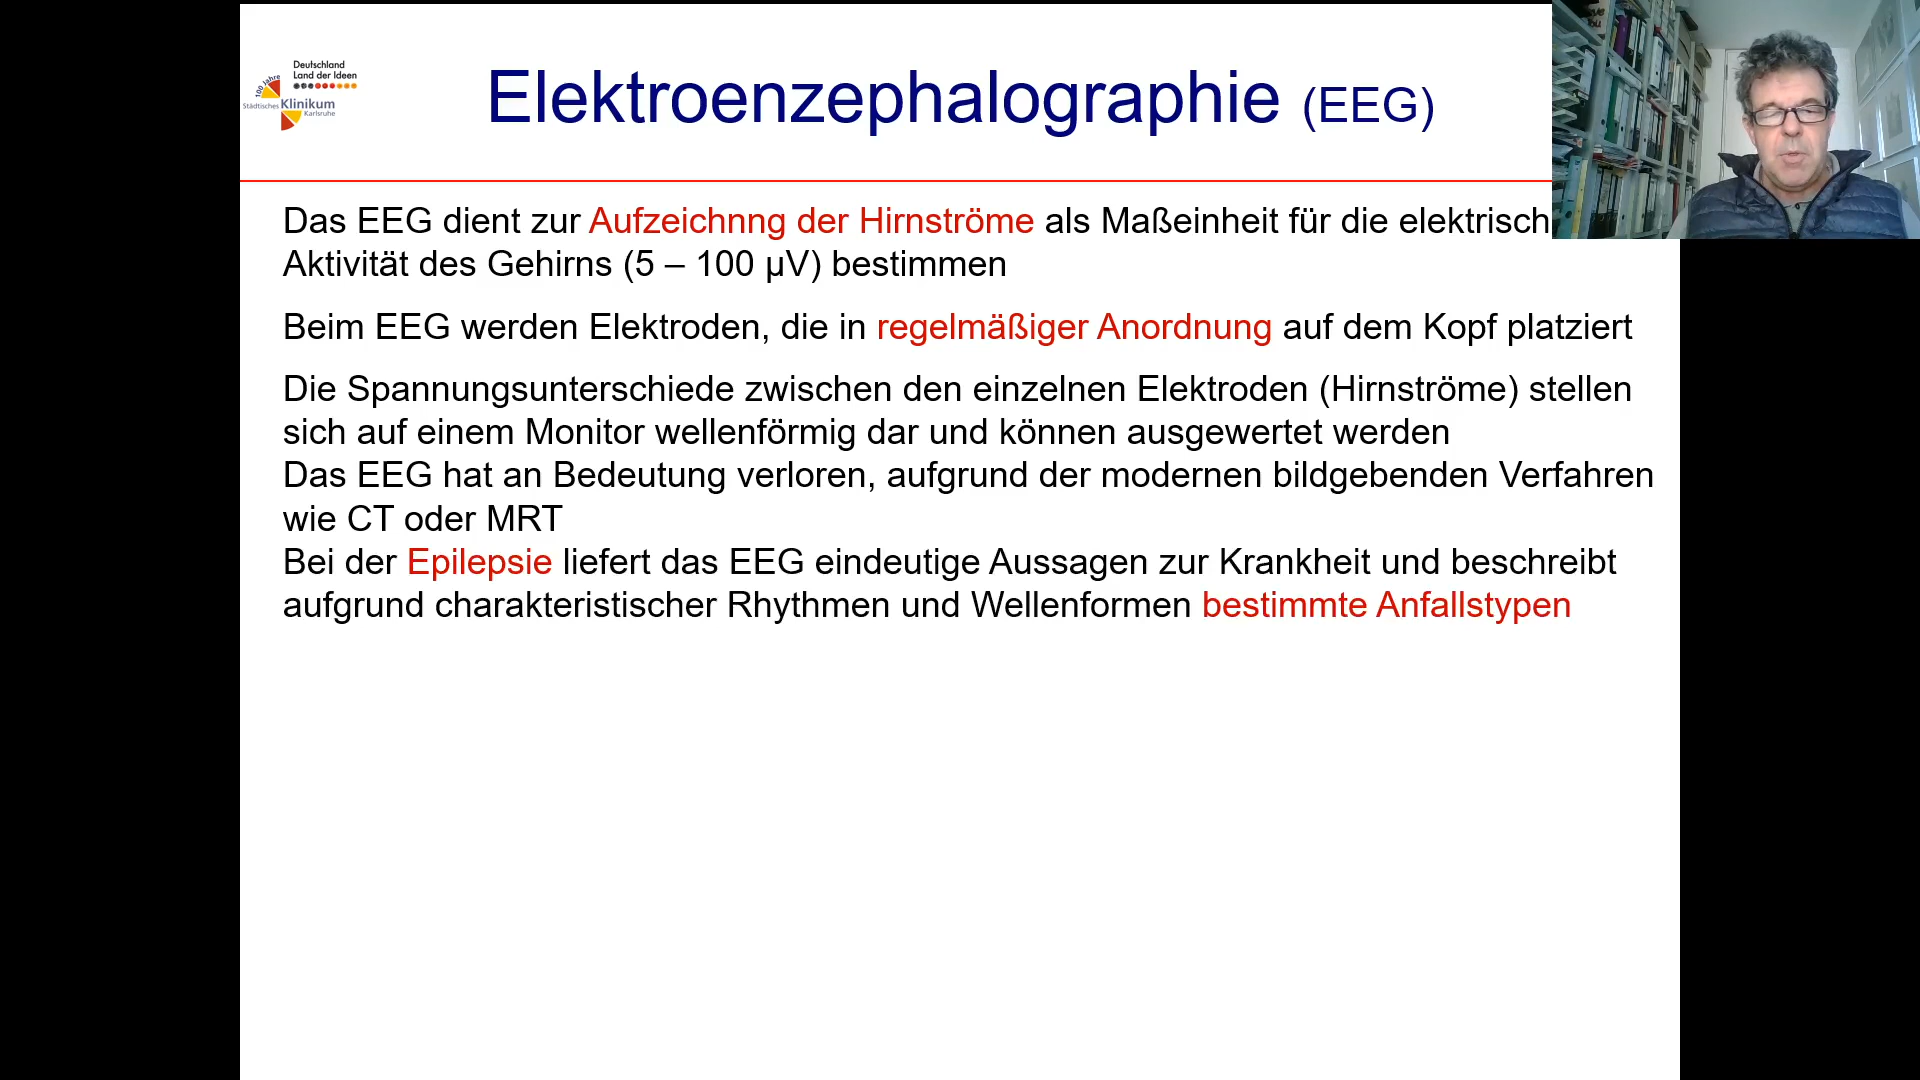 Deutschland
Land der Ideen
100 Jahre
Städtisches Klinikum
Karlsruhe
Elektroenzephalographie (EEG)
Das EEG dient zur Aufzeichnng der Hirnströme als Maßeinheit für die elektrisch
Aktivität des Gehirns (5 – 100 µV) bestimmen
Beim EEG werden Elektroden, die in regelmäßiger Anordnung auf dem Kopf platziert
Die Spannungsunterschiede zwischen den einzelnen Elektroden (Hirnströme) stellen
sich auf einem Monitor wellenförmig dar und können ausgewertet werden
Das EEG hat an Bedeutung verloren, aufgrund der modernen bildgebenden Verfahren
wie CT oder MRT
Bei der Epilepsie liefert das EEG eindeutige Aussagen zur Krankheit und beschreibt
aufgrund charakteristischer Rhythmen und Wellenformen bestimmte Anfallstypen